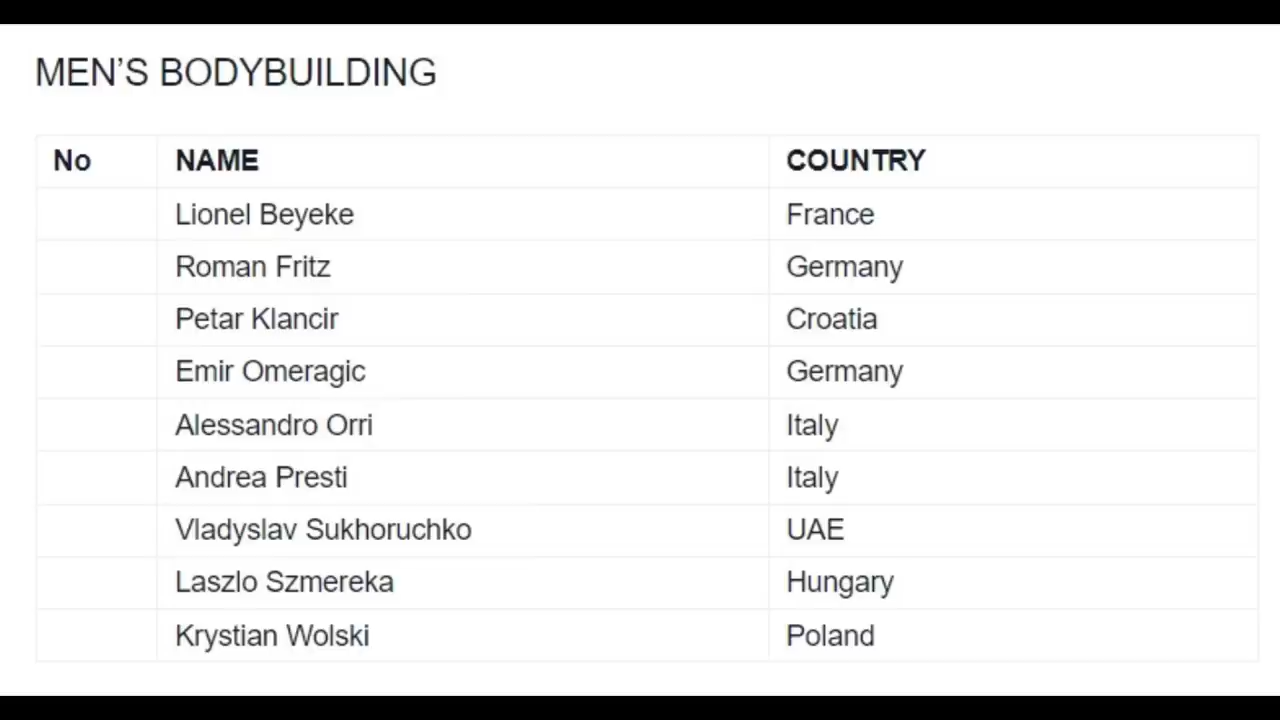 MEN’S BODYBUILDING
No NAME COUNTRY
Lionel Beyeke France
Roman Fritz Germany
Petar Klancir Croatia
Emir Omeragic Germany
Alessandro Orri Italy
Andrea Presti Italy
Vladyslav Sukhoruchko UAE
Laszlo Szmereka Hungary
Krystian Wolski Poland